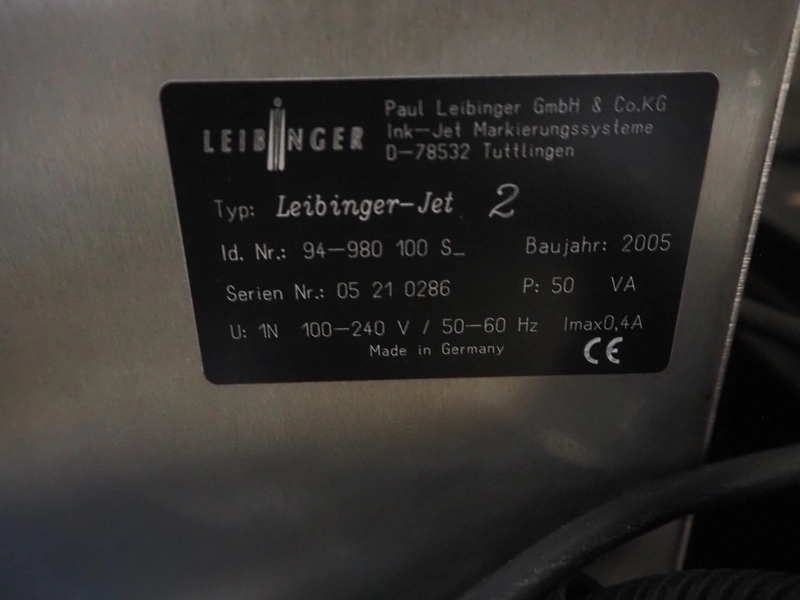 LEIBINGER
Paul Leibinger GmbH & Co.KG
Ink-Jet Markierungssysteme
D-78532 Tuttlingen
Typ: Leibinger-Jet 2
Id. Nr.: 94-980 100 S_ Baujahr: 2005
Serien Nr.: 05 21 0286 P: 50 VA
U: 1N 100-240 V / 50-60 Hz Imax0,4A
Made in Germany CE